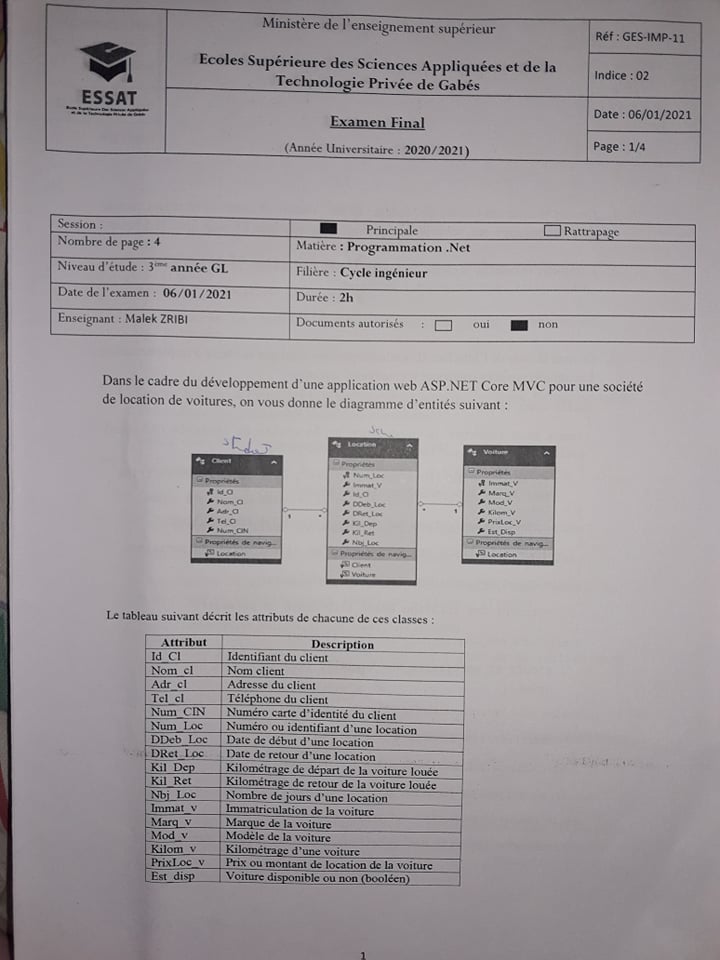 Ministère de l'enseignement supérieur
Ecoles Supérieure des Sciences Appliquées et de la
Technologie Privée de Gabés
Examen Final
(Année Universitaire : 2020/2021)
ESSAT
Ecole Supérieure Des Sciences Appliquées
et de la Technologie Privée de Gabès
Réf : GES-IMP-11
Indice : 02
Date : 06/01/2021
Page : 1/4
Session :
Principale
Rattrapage
Nombre de page : 4
Matière : Programmation .Net
Niveau d'étude : 3ème année GL
Filière : Cycle ingénieur
Date de l'examen : 06/01/2021
Durée : 2h
Enseignant : Malek ZRIBI
Documents autorisés : oui non
Dans le cadre du développement d'une application web ASP.NET Core MVC pour une société
de location de voitures, on vous donne le diagramme d'entités suivant :
Client
Propriétés
Id_Cl
Nom_Cl
Adr_Cl
Tel_Cl
Num_CIN
Propriétés de navig...
Location
1
*
Location
Propriétés
Num_Loc
Immat_V
Id_Cl
DDeb_Loc
DRet_Loc
Kil_Dep
Kil_Ret
Nbj_Loc
Propriétés de navig...
Client
Voiture
*
1
Voiture
Propriétés
Immat_V
Marq_V
Mod_V
Kilom_V
PrixLoc_V
Est_Disp
Propriétés de navig...
Location
Le tableau suivant décrit les attributs de chacune de ces classes :
Attribut Description
Id_Cl Identifiant du client
Nom_cl Nom client
Adr_cl Adresse du client
Tel_cl Téléphone du client
Num_CIN Numéro carte d'identité du client
Num_Loc Numéro ou identifiant d'une location
DDeb_Loc Date de début d'une location
DRet_Loc Date de retour d'une location
Kil_Dep Kilométrage de départ de la voiture louée
Kil_Ret Kilométrage de retour de la voiture louée
Nbj_Loc Nombre de jours d'une location
Immat_v Immatriculation de la voiture
Marq_v Marque de la voiture
Mod_v Modèle de la voiture
Kilom_v Kilométrage d'une voiture
PrixLoc_v Prix ou montant de location de la voiture
Est_disp Voiture disponible ou non (booléen)
1